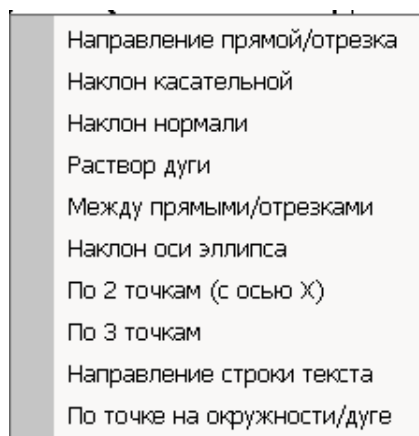 Направление прямой/отрезка
Наклон касательной
Наклон нормали
Раствор дуги
Между прямыми/отрезками
Наклон оси эллипса
По 2 точкам (с осью X)
По 3 точкам
Направление строки текста
По точке на окружности/дуге